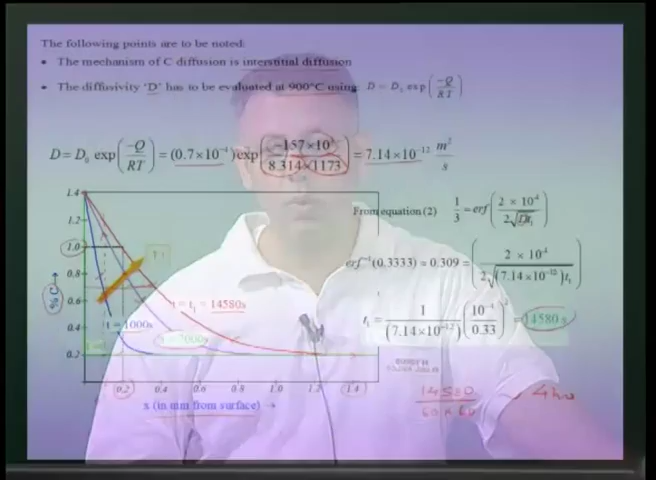 The following points are to be noted:
• The mechanism of C diffusion is interstitial diffusion
• The diffusivity 'D' has to be evaluated at 900°C using: D = D₀ exp(-Q/RT)
D = D₀ exp(-Q/RT) = (0.7×10⁻⁴)exp(-157×10³/8.314×1173) = 7.14×10⁻¹² m²/s
From equation (2) 1/3 = erf(2×10⁻⁴/2√Dt₁)
erf⁻¹(0.3333) = 0.309 = (2×10⁻⁴/2√(7.14×10⁻¹²)t₁)
t₁ = 1/(7.14×10⁻¹²) (10⁻⁴/0.33)² = 14580 s
14580/60×60 ~ 4 hrs
% C →
1.4
1.2
1.0
0.8
0.6
0.4
0.2
t = t₁ = 14580s
t = 1000s
t = 7000s
0.2 0.4 0.6 0.8 1.0 1.2 1.4
x (in mm from surface) →